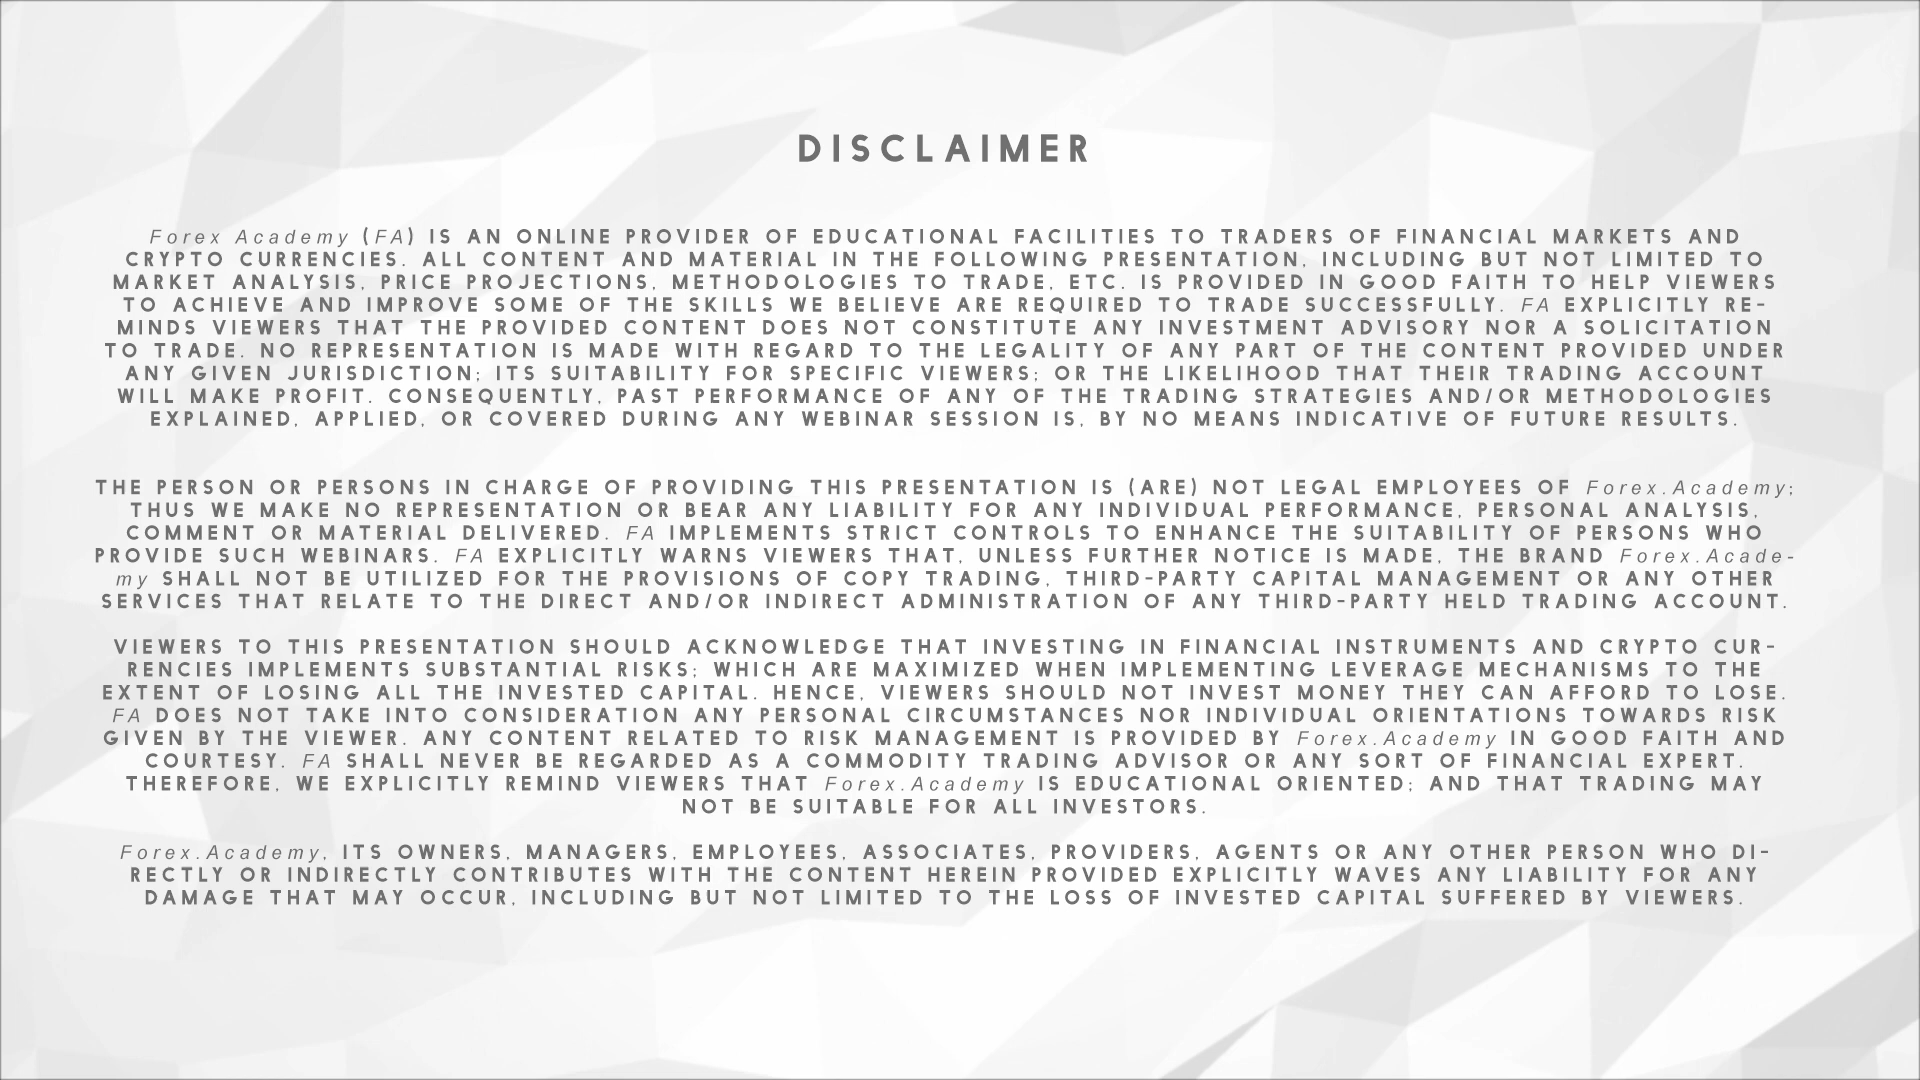 DISCLAIMER
Forex Academy (FA) IS AN ONLINE PROVIDER OF EDUCATIONAL FACILITIES TO TRADERS OF FINANCIAL MARKETS AND
CRYPTO CURRENCIES. ALL CONTENT AND MATERIAL IN THE FOLLOWING PRESENTATION, INCLUDING BUT NOT LIMITED TO
MARKET ANALYSIS, PRICE PROJECTIONS, METHODOLOGIES TO TRADE, ETC. IS PROVIDED IN GOOD FAITH TO HELP VIEWERS
TO ACHIEVE AND IMPROVE SOME OF THE SKILLS WE BELIEVE ARE REQUIRED TO TRADE SUCCESSFULLY. FA EXPLICITLY RE-
MINDS VIEWERS THAT THE PROVIDED CONTENT DOES NOT CONSTITUTE ANY INVESTMENT ADVISORY NOR A SOLICITATION
TO TRADE. NO REPRESENTATION IS MADE WITH REGARD TO THE LEGALITY OF ANY PART OF THE CONTENT PROVIDED UNDER
ANY GIVEN JURISDICTION; ITS SUITABILITY FOR SPECIFIC VIEWERS; OR THE LIKELIHOOD THAT THEIR TRADING ACCOUNT
WILL MAKE PROFIT. CONSEQUENTLY, PAST PERFORMANCE OF ANY OF THE TRADING STRATEGIES AND/OR METHODOLOGIES
EXPLAINED, APPLIED, OR COVERED DURING ANY WEBINAR SESSION IS, BY NO MEANS INDICATIVE OF FUTURE RESULTS.
THE PERSON OR PERSONS IN CHARGE OF PROVIDING THIS PRESENTATION IS (ARE) NOT LEGAL EMPLOYEES OF Forex.Academy;
THUS WE MAKE NO REPRESENTATION OR BEAR ANY LIABILITY FOR ANY INDIVIDUAL PERFORMANCE, PERSONAL ANALYSIS,
COMMENT OR MATERIAL DELIVERED. FA IMPLEMENTS STRICT CONTROLS TO ENHANCE THE SUITABILITY OF PERSONS WHO
PROVIDE SUCH WEBINARS. FA EXPLICITLY WARNS VIEWERS THAT, UNLESS FURTHER NOTICE IS MADE, THE BRAND Forex.Acade-
my SHALL NOT BE UTILIZED FOR THE PROVISIONS OF COPY TRADING, THIRD-PARTY CAPITAL MANAGEMENT OR ANY OTHER
SERVICES THAT RELATE TO THE DIRECT AND/OR INDIRECT ADMINISTRATION OF ANY THIRD-PARTY HELD TRADING ACCOUNT.
VIEWERS TO THIS PRESENTATION SHOULD ACKNOWLEDGE THAT INVESTING IN FINANCIAL INSTRUMENTS AND CRYPTO CUR-
RENCIES IMPLEMENTS SUBSTANTIAL RISKS; WHICH ARE MAXIMIZED WHEN IMPLEMENTING LEVERAGE MECHANISMS TO THE
EXTENT OF LOSING ALL THE INVESTED CAPITAL. HENCE, VIEWERS SHOULD NOT INVEST MONEY THEY CAN AFFORD TO LOSE.
FA DOES NOT TAKE INTO CONSIDERATION ANY PERSONAL CIRCUMSTANCES NOR INDIVIDUAL ORIENTATIONS TOWARDS RISK
GIVEN BY THE VIEWER. ANY CONTENT RELATED TO RISK MANAGEMENT IS PROVIDED BY Forex.Academy IN GOOD FAITH AND
COURTESY. FA SHALL NEVER BE REGARDED AS A COMMODITY TRADING ADVISOR OR ANY SORT OF FINANCIAL EXPERT.
THEREFORE, WE EXPLICITLY REMIND VIEWERS THAT Forex.Academy IS EDUCATIONAL ORIENTED; AND THAT TRADING MAY
NOT BE SUITABLE FOR ALL INVESTORS.
Forex.Academy, ITS OWNERS, MANAGERS, EMPLOYEES, ASSOCIATES, PROVIDERS, AGENTS OR ANY OTHER PERSON WHO DI-
RECTLY OR INDIRECTLY CONTRIBUTES WITH THE CONTENT HEREIN PROVIDED EXPLICITLY WAVES ANY LIABILITY FOR ANY
DAMAGE THAT MAY OCCUR, INCLUDING BUT NOT LIMITED TO THE LOSS OF INVESTED CAPITAL SUFFERED BY VIEWERS.